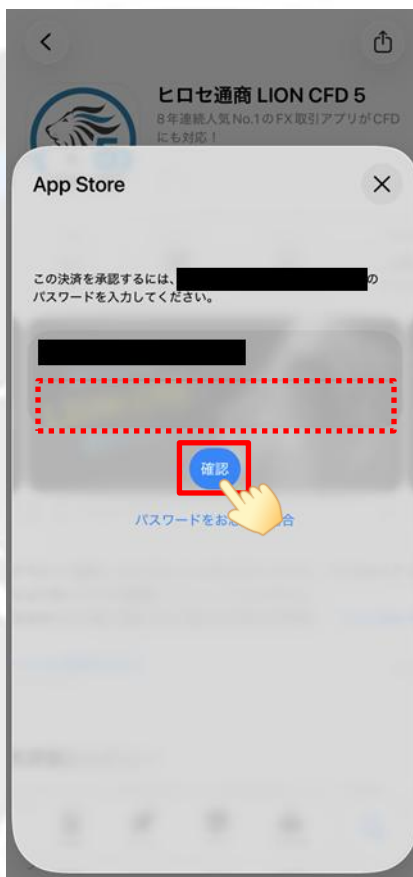 ヒロセ通商 LION CFD 5
8年連続人気No.1のFX取引アプリがCFD
にも対応！
App Store
この決済を承認するには、
の
パスワードを入力してください。
確認
パスワードをお
合